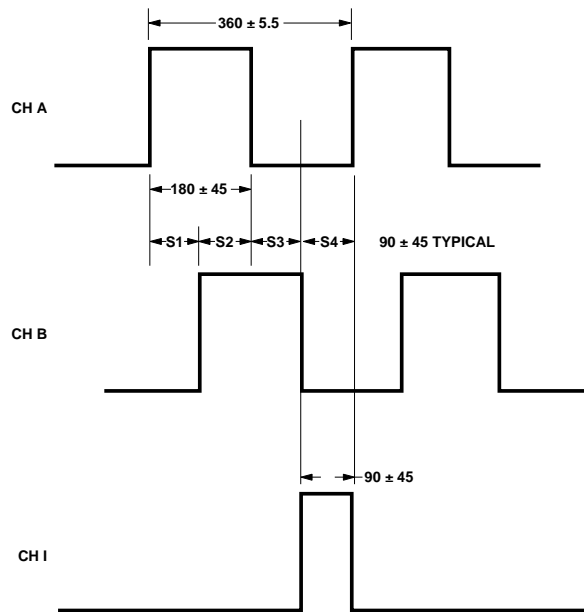 360 ± 5.5
CH A
180 ± 45
S1 S2 S3 S4 90 ± 45 TYPICAL
CH B
90 ± 45
CH I